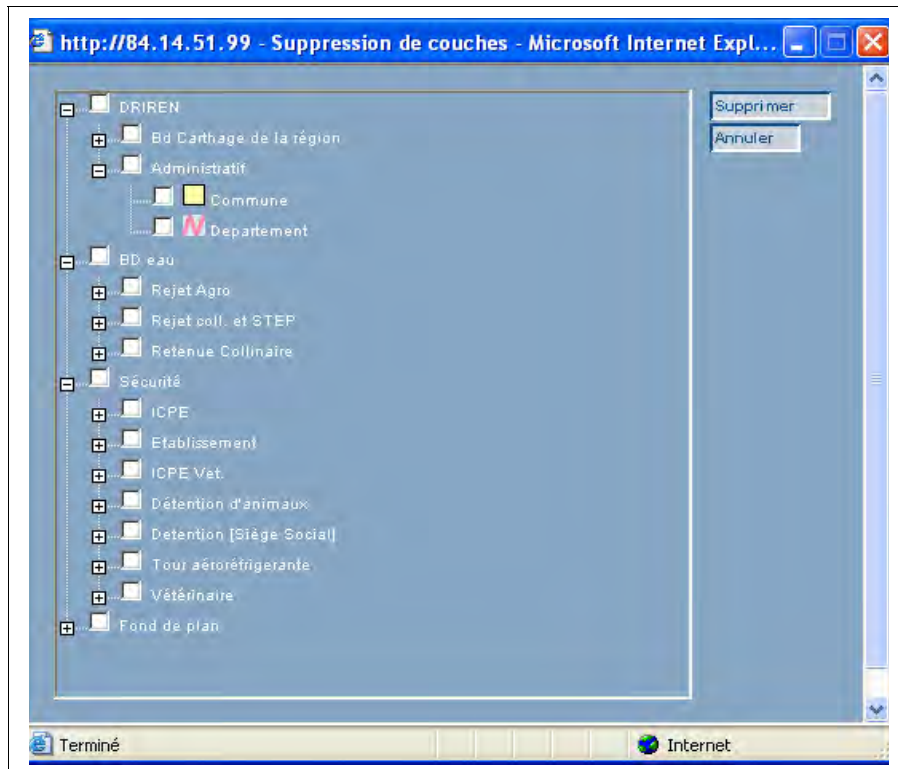 http://84.14.51.99 - Suppression de couches - Microsoft Internet Expl...
DRIREN
Supprimer
Bd Carthage de la région
Annuler
Administratif
Commune
Departement
BD eau
Rejet Agro
Rejet coll. et STEP
Retenue Collinaire
Sécurité
ICPE
Etablissement
ICPE Vet.
Détention d'animaux
Detention [Siège Social]
Tour aéroréfrigerante
Vétérinaire
Fond de plan
Terminé
Internet